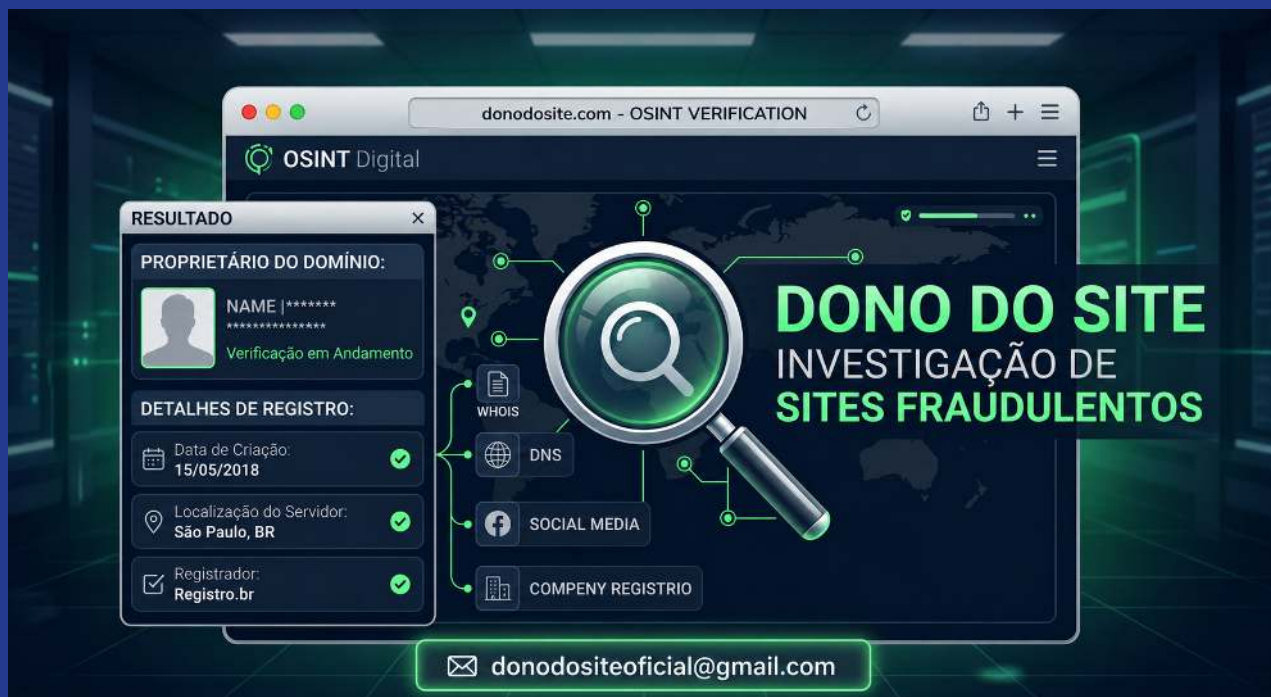 donodosite.com - OSINT VERIFICATION
OSINT Digital
RESULTADO
PROPRIETÁRIO DO DOMÍNIO:
NAME |*******
***************
Verificação em Andamento
DETALHES DE REGISTRO:
Data de Criação:
15/05/2018
Localização do Servidor:
São Paulo, BR
Registrador:
Registro.br
WHOIS
DNS
SOCIAL MEDIA
COMPENY REGISTRIO
DONO DO SITE
INVESTIGAÇÃO DE
SITES FRAUDULENTOS
donodositeoficial@gmail.com